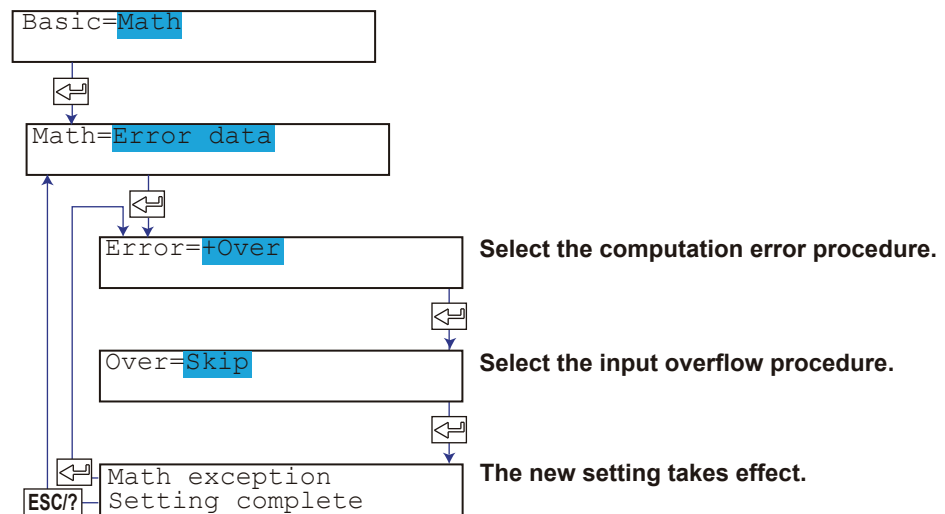 Basic=Math
Math=Error data
Error=+Over
Select the computation error procedure.
Over=Skip
Select the input overflow procedure.
Math exception
Setting complete
The new setting takes effect.
ESC/?